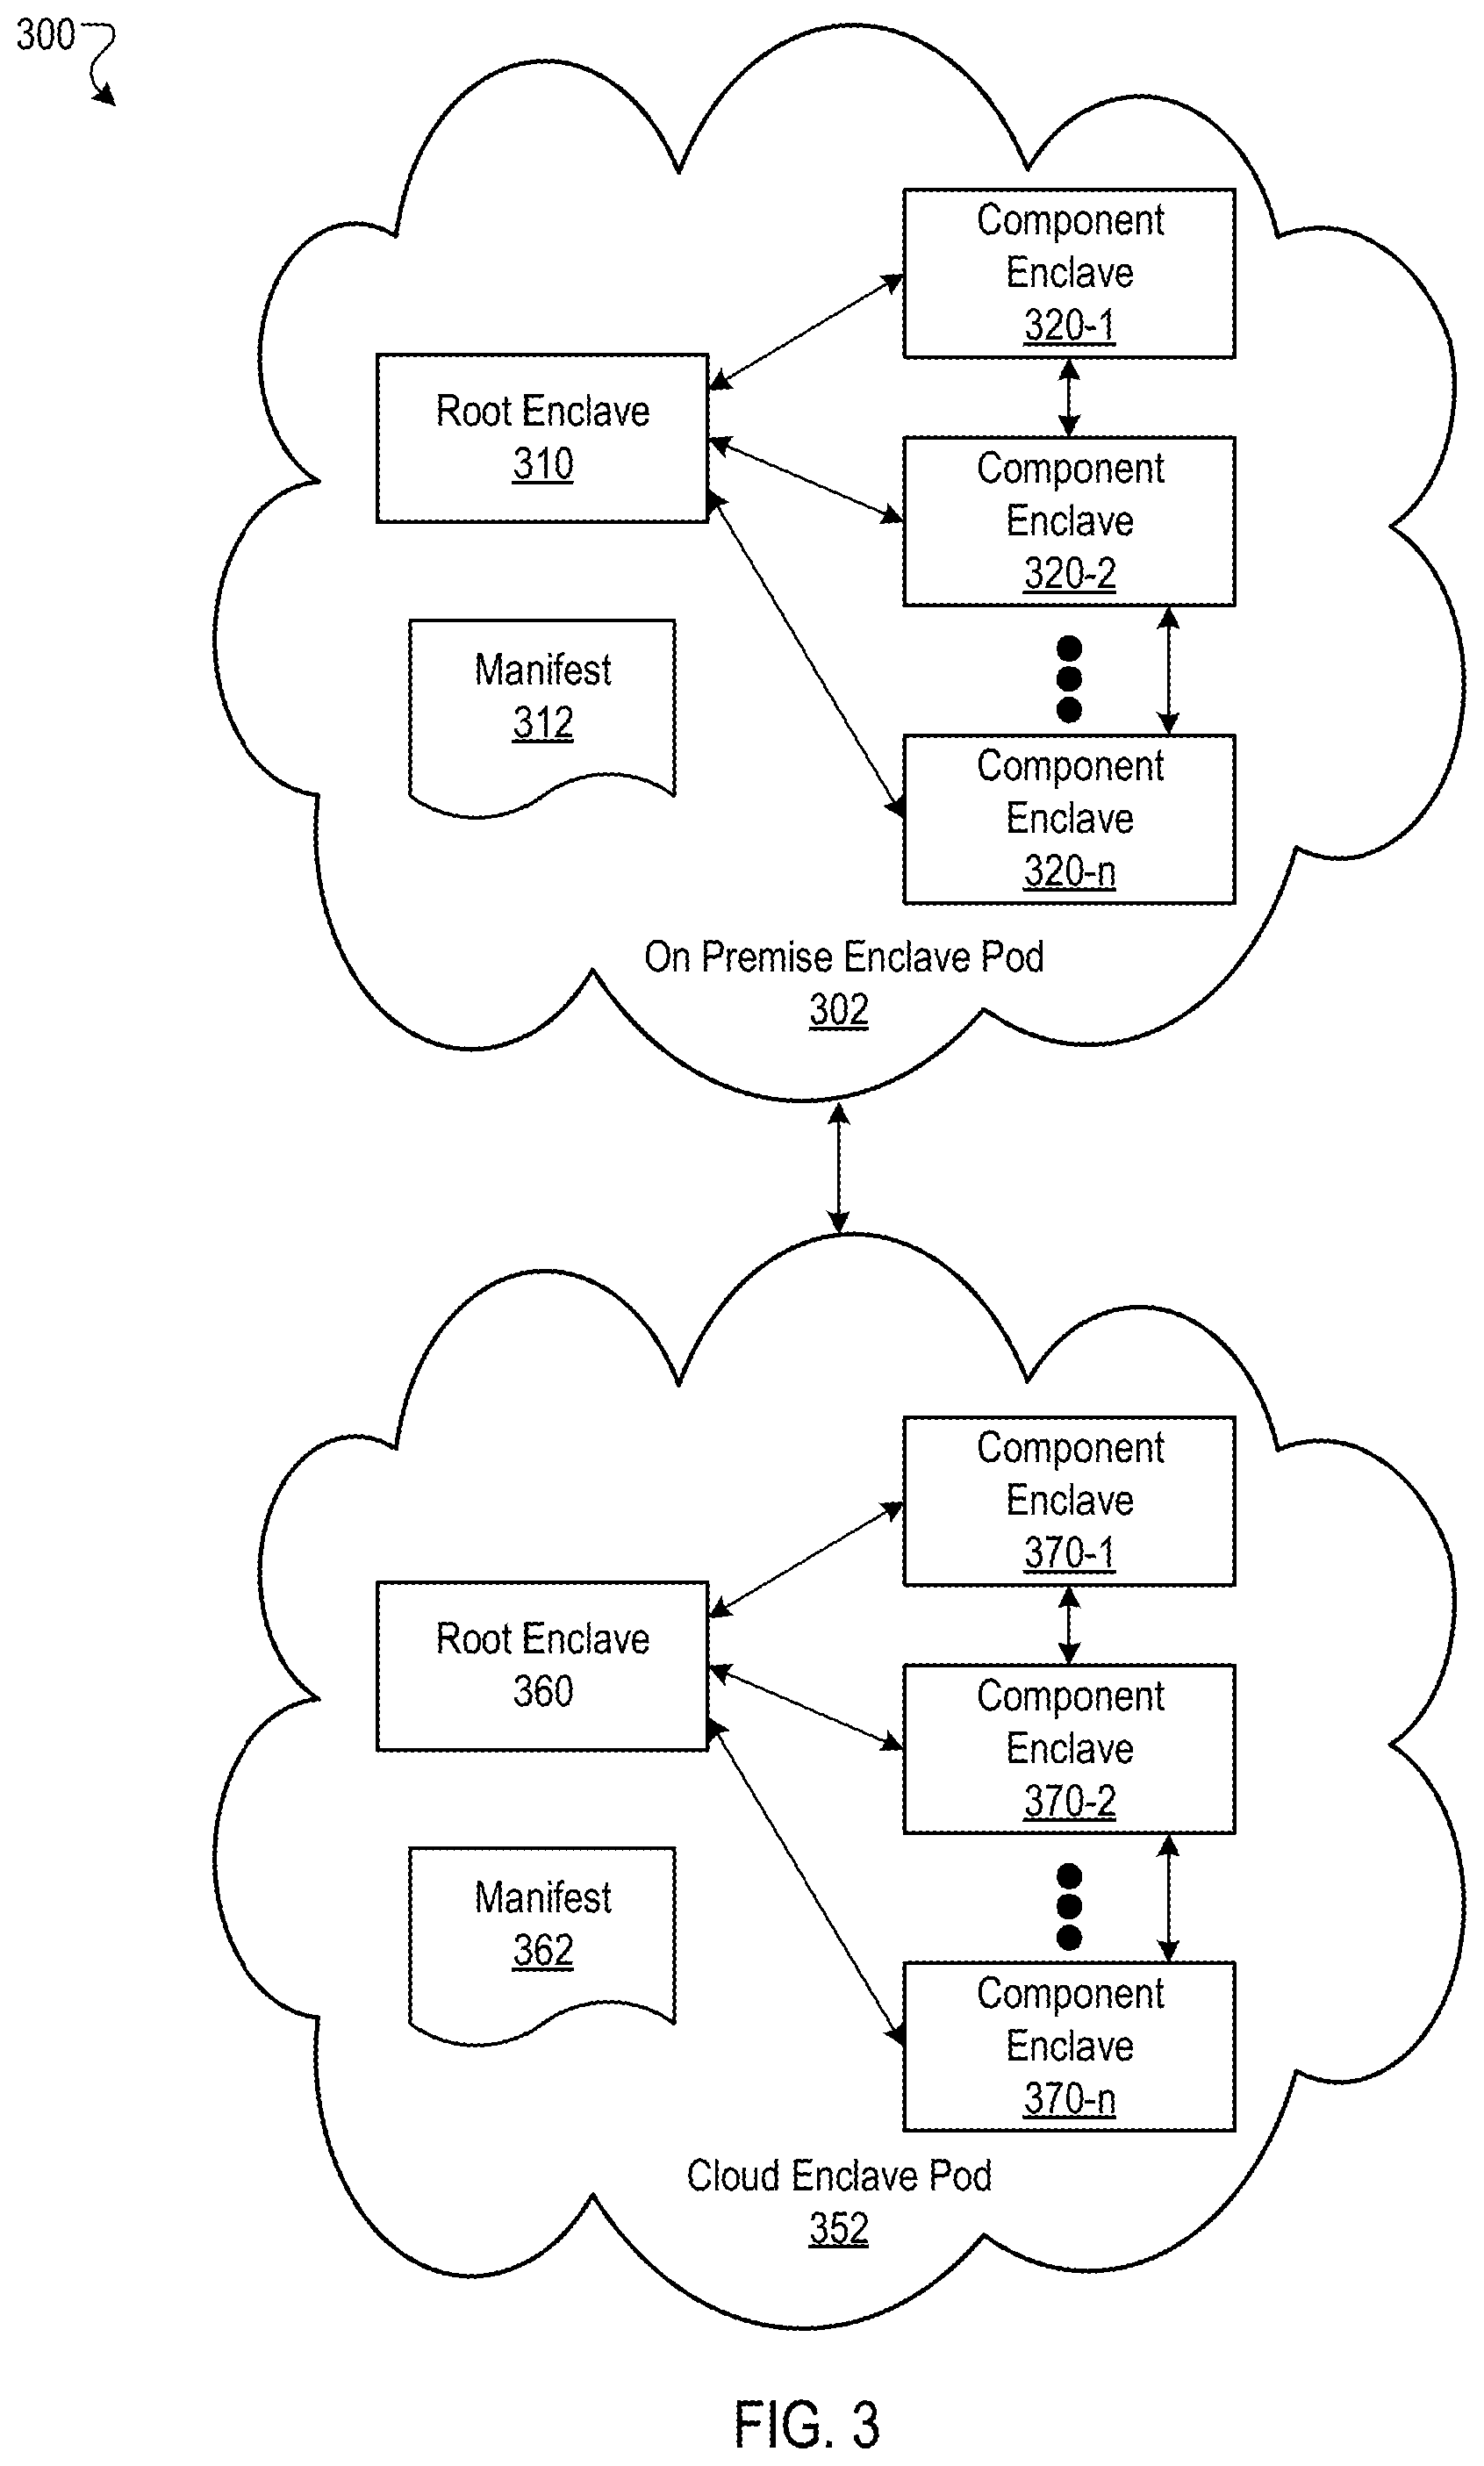 300
Component
Enclave
320-1
Root Enclave
310
Component
Enclave
320-2
Manifest
312
Component
Enclave
320-n
On Premise Enclave Pod
302
Component
Enclave
370-1
Root Enclave
360
Component
Enclave
370-2
Manifest
362
Component
Enclave
370-n
Cloud Enclave Pod
352
FIG. 3